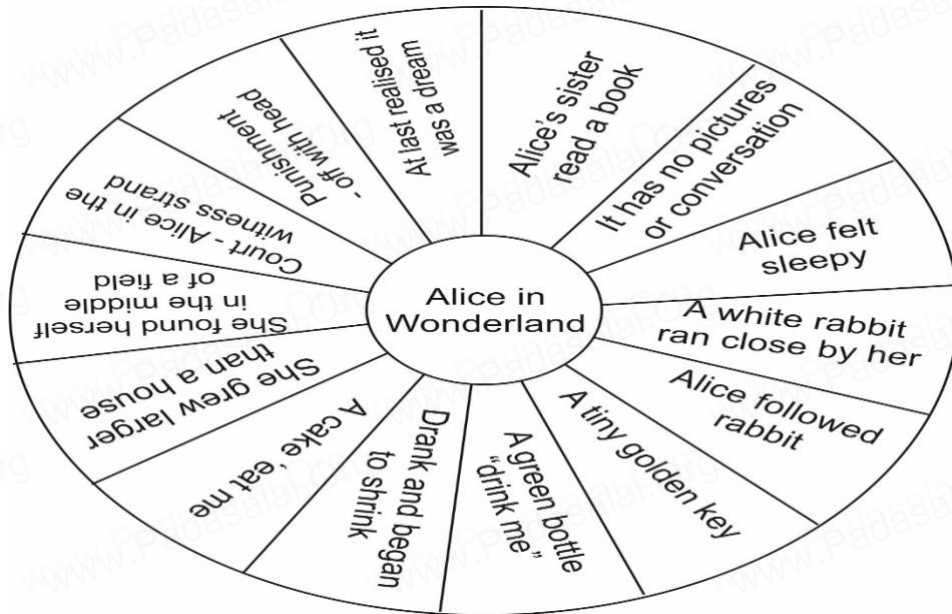 Alice in
Wonderland
Alice's sister
read a book
It has no pictures
or conversation
Alice felt
sleepy
A white rabbit
ran close by her
Alice followed
rabbit
A tiny golden key
A green bottle
"drink me"
Drank and began
to shrink
A cake ‘eat me
She grew larger
than a house
She found herself
in the middle
of a field
Court - Alice in the
witness strand
Punishment
- off with head
At last realised it
was a dream